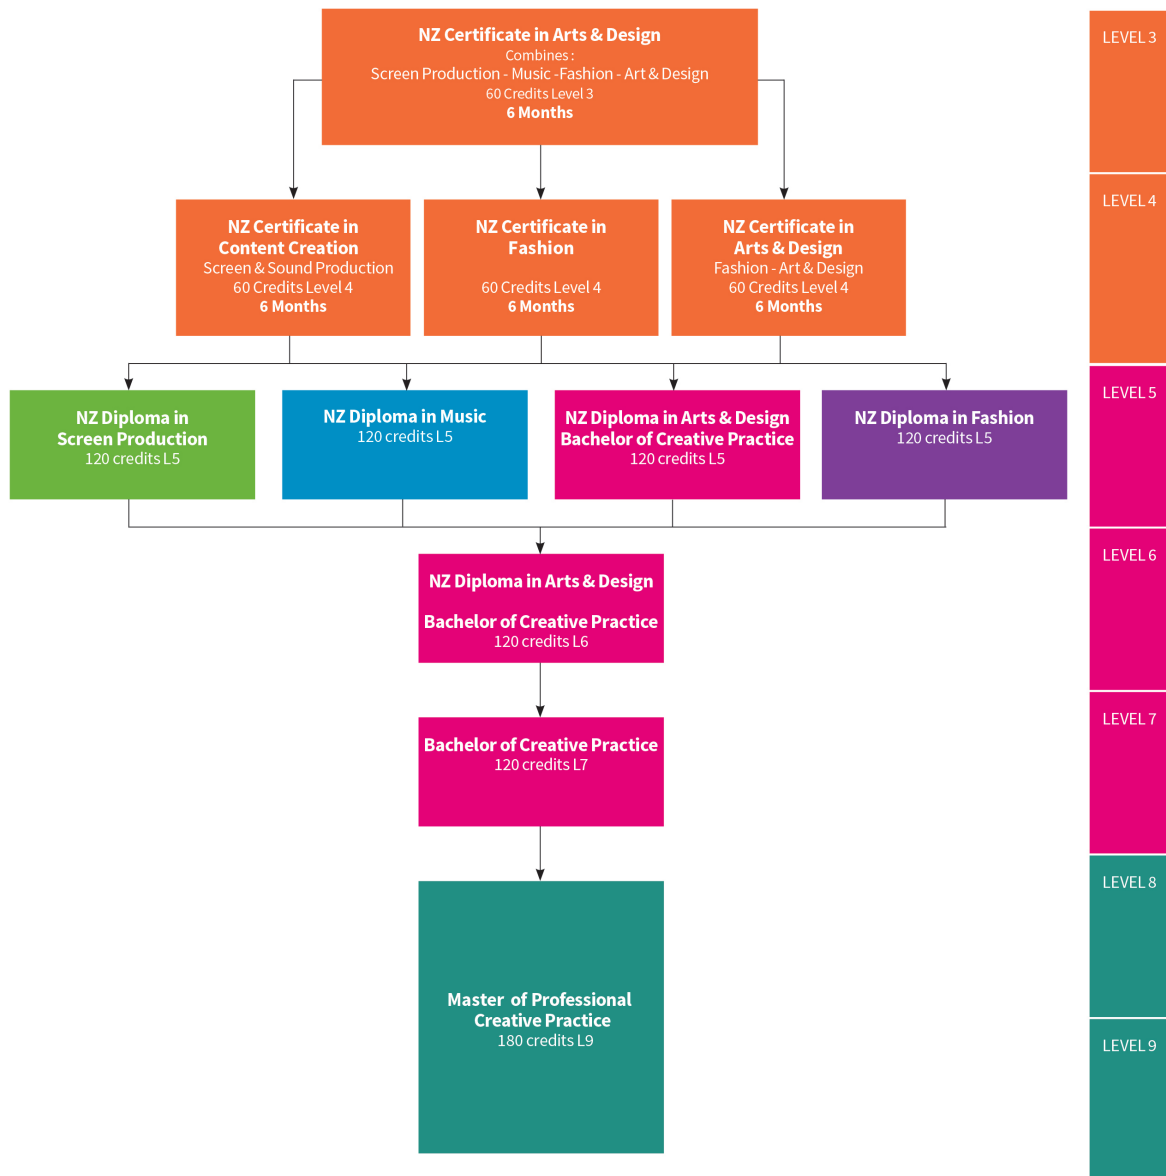 NZ Certificate in Arts & Design
Combines :
Screen Production - Music -Fashion - Art & Design
60 Credits Level 3
6 Months
LEVEL 3
NZ Certificate in
Content Creation
Screen & Sound Production
60 Credits Level 4
6 Months
NZ Certificate in
Fashion
60 Credits Level 4
6 Months
NZ Certificate in
Arts & Design
Fashion - Art & Design
60 Credits Level 4
6 Months
LEVEL 4
NZ Diploma in
Screen Production
120 credits L5
NZ Diploma in Music
120 credits L5
NZ Diploma in Arts & Design
Bachelor of Creative Practice
120 credits L5
NZ Diploma in Fashion
120 credits L5
LEVEL 5
NZ Diploma in Arts & Design
Bachelor of Creative Practice
120 credits L6
LEVEL 6
Bachelor of Creative Practice
120 credits L7
LEVEL 7
LEVEL 8
Master of Professional
Creative Practice
180 credits L9
LEVEL 9